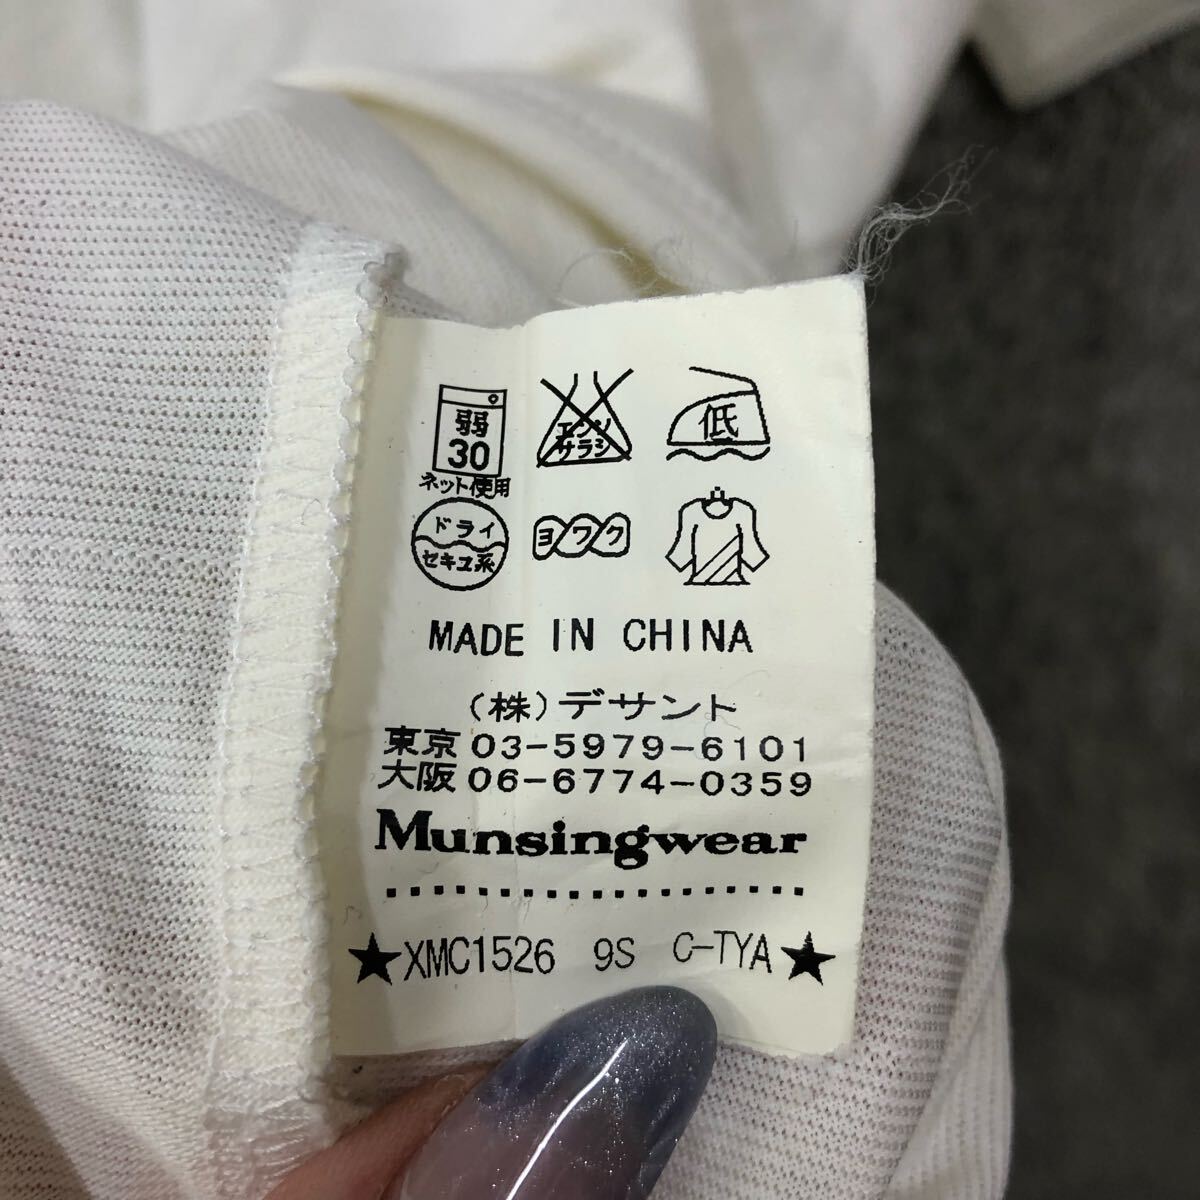 弱
30
ネット使用
エンソ
サラシ
低
ドライ
セキユ系
ヨワク
MADE IN CHINA
(株)デサント
東京 03-5979-6101
大阪 06-6774-0359
Munsingwear
★XMC1526 9S C-TYA★